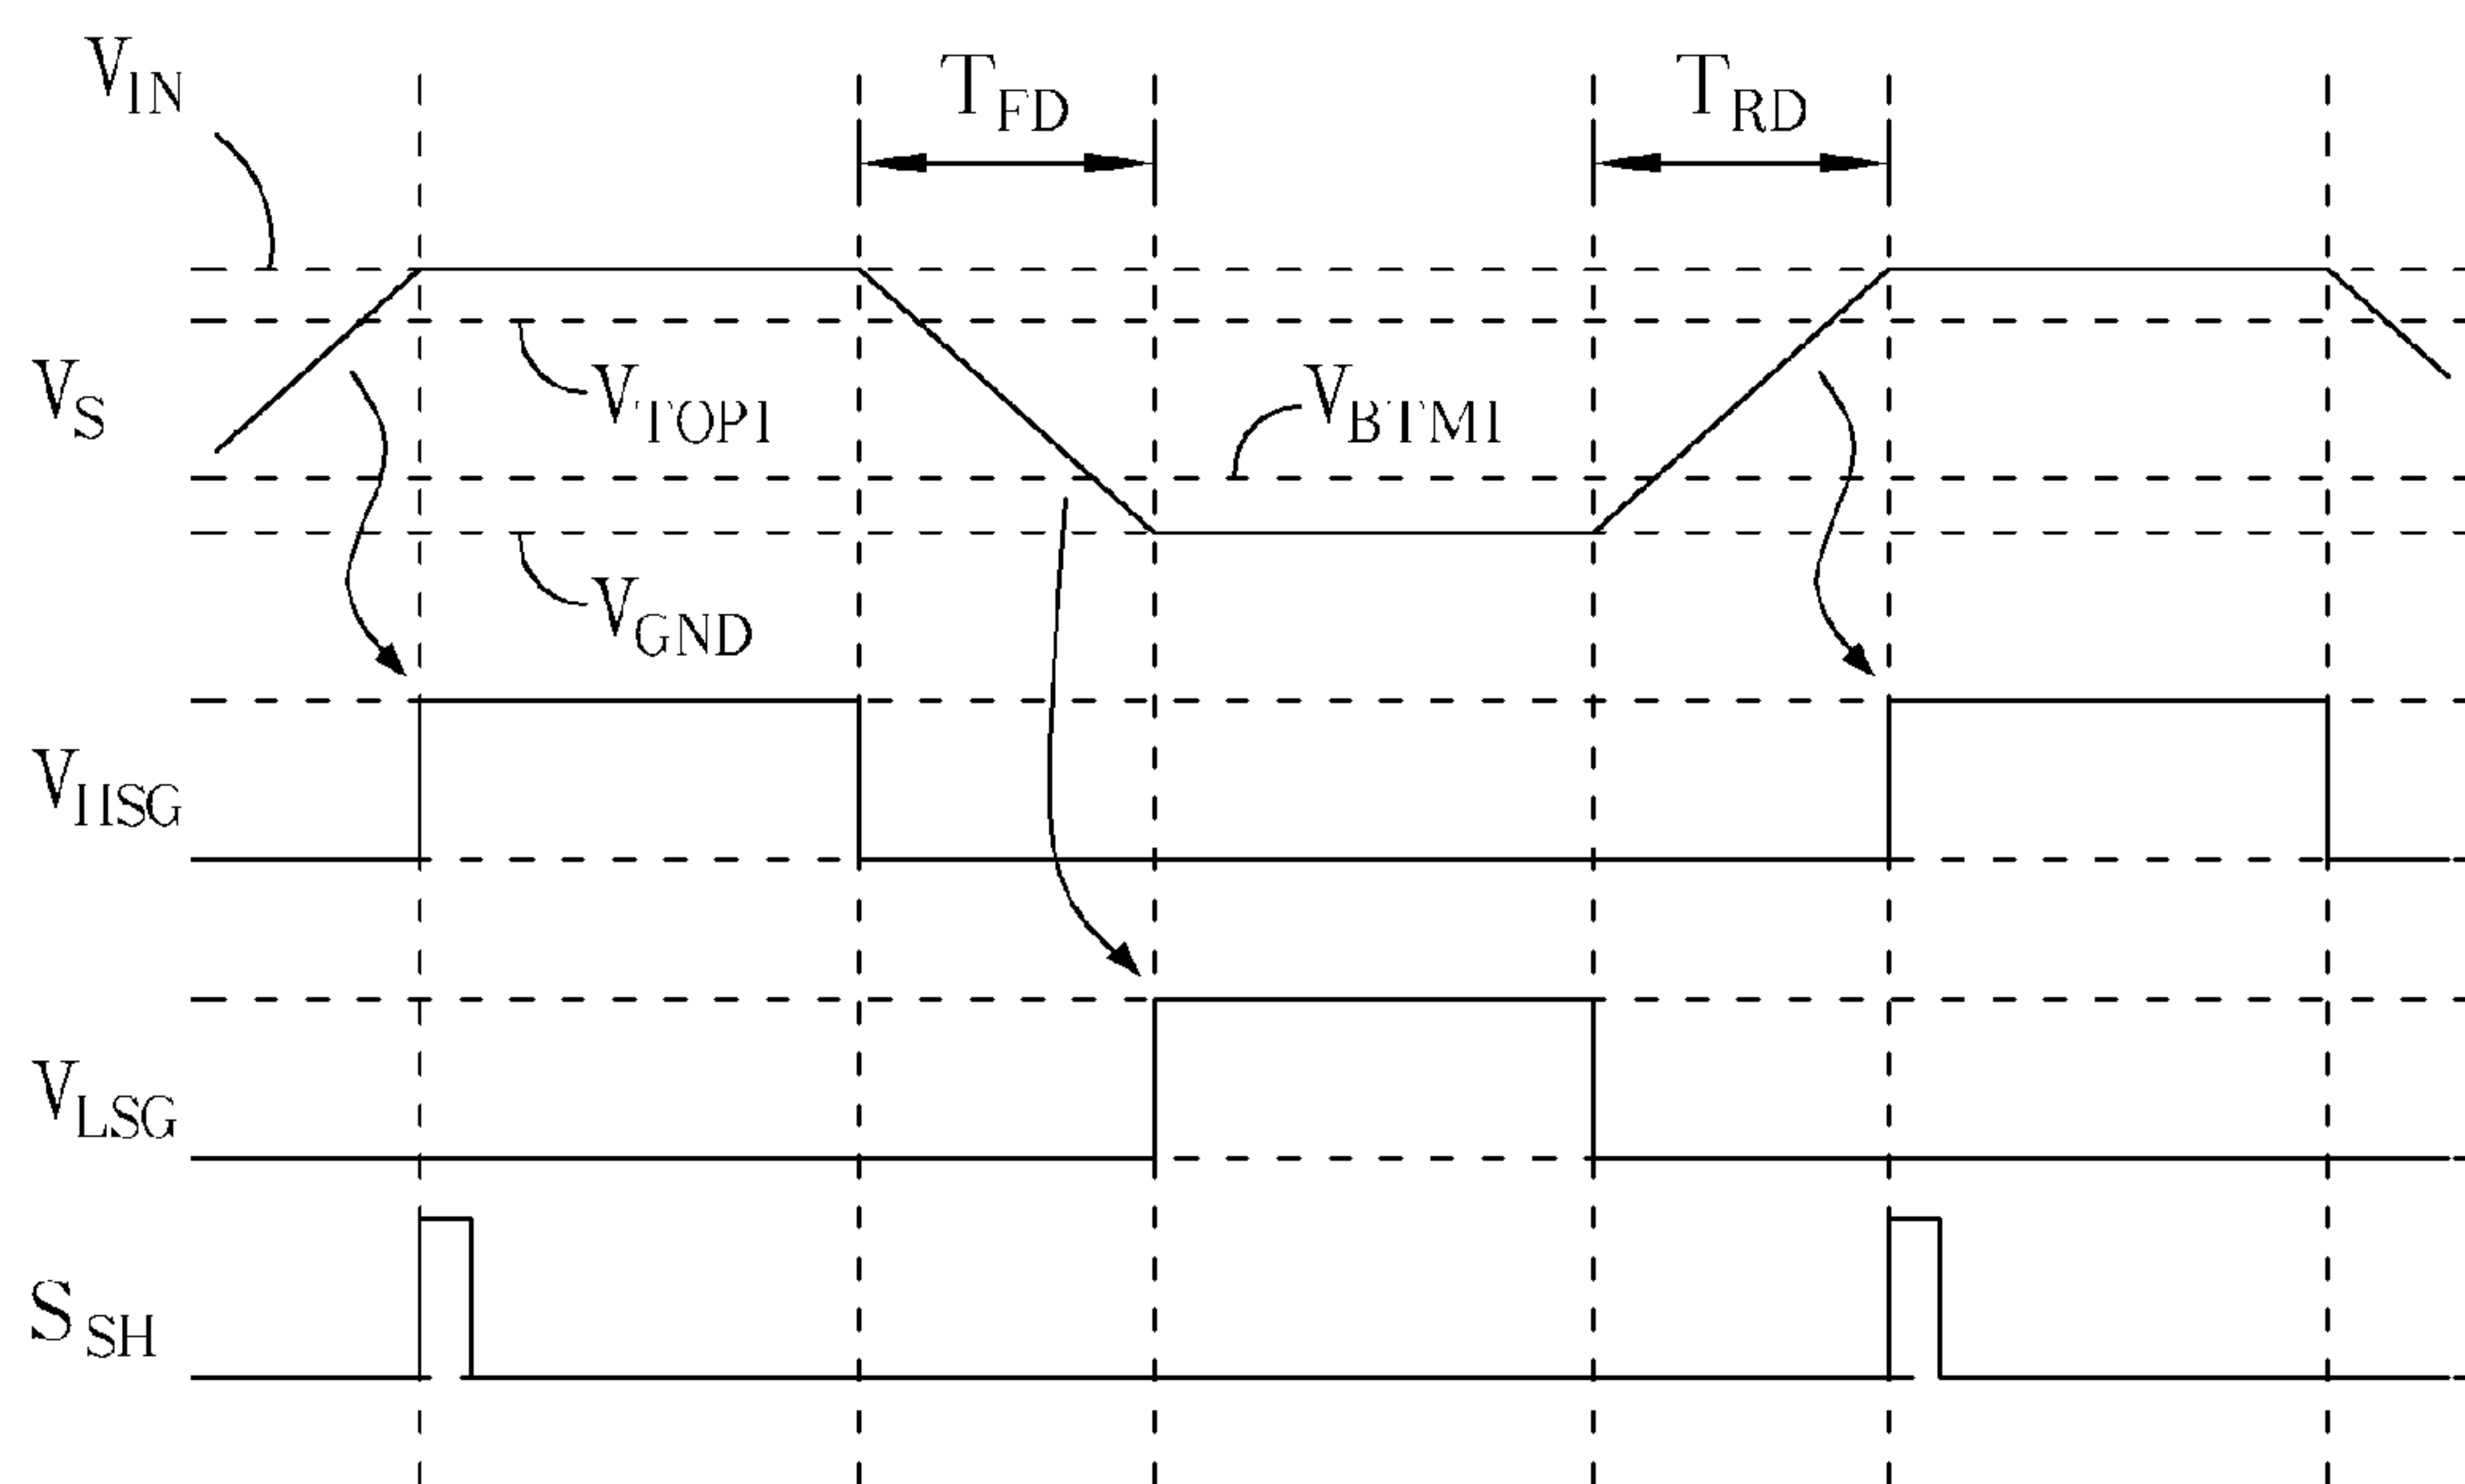 V_IN
T_FD
T_RD
V_S
V_TOP1
V_BTM1
V_GND
V_HSG
V_LSG
S_SH